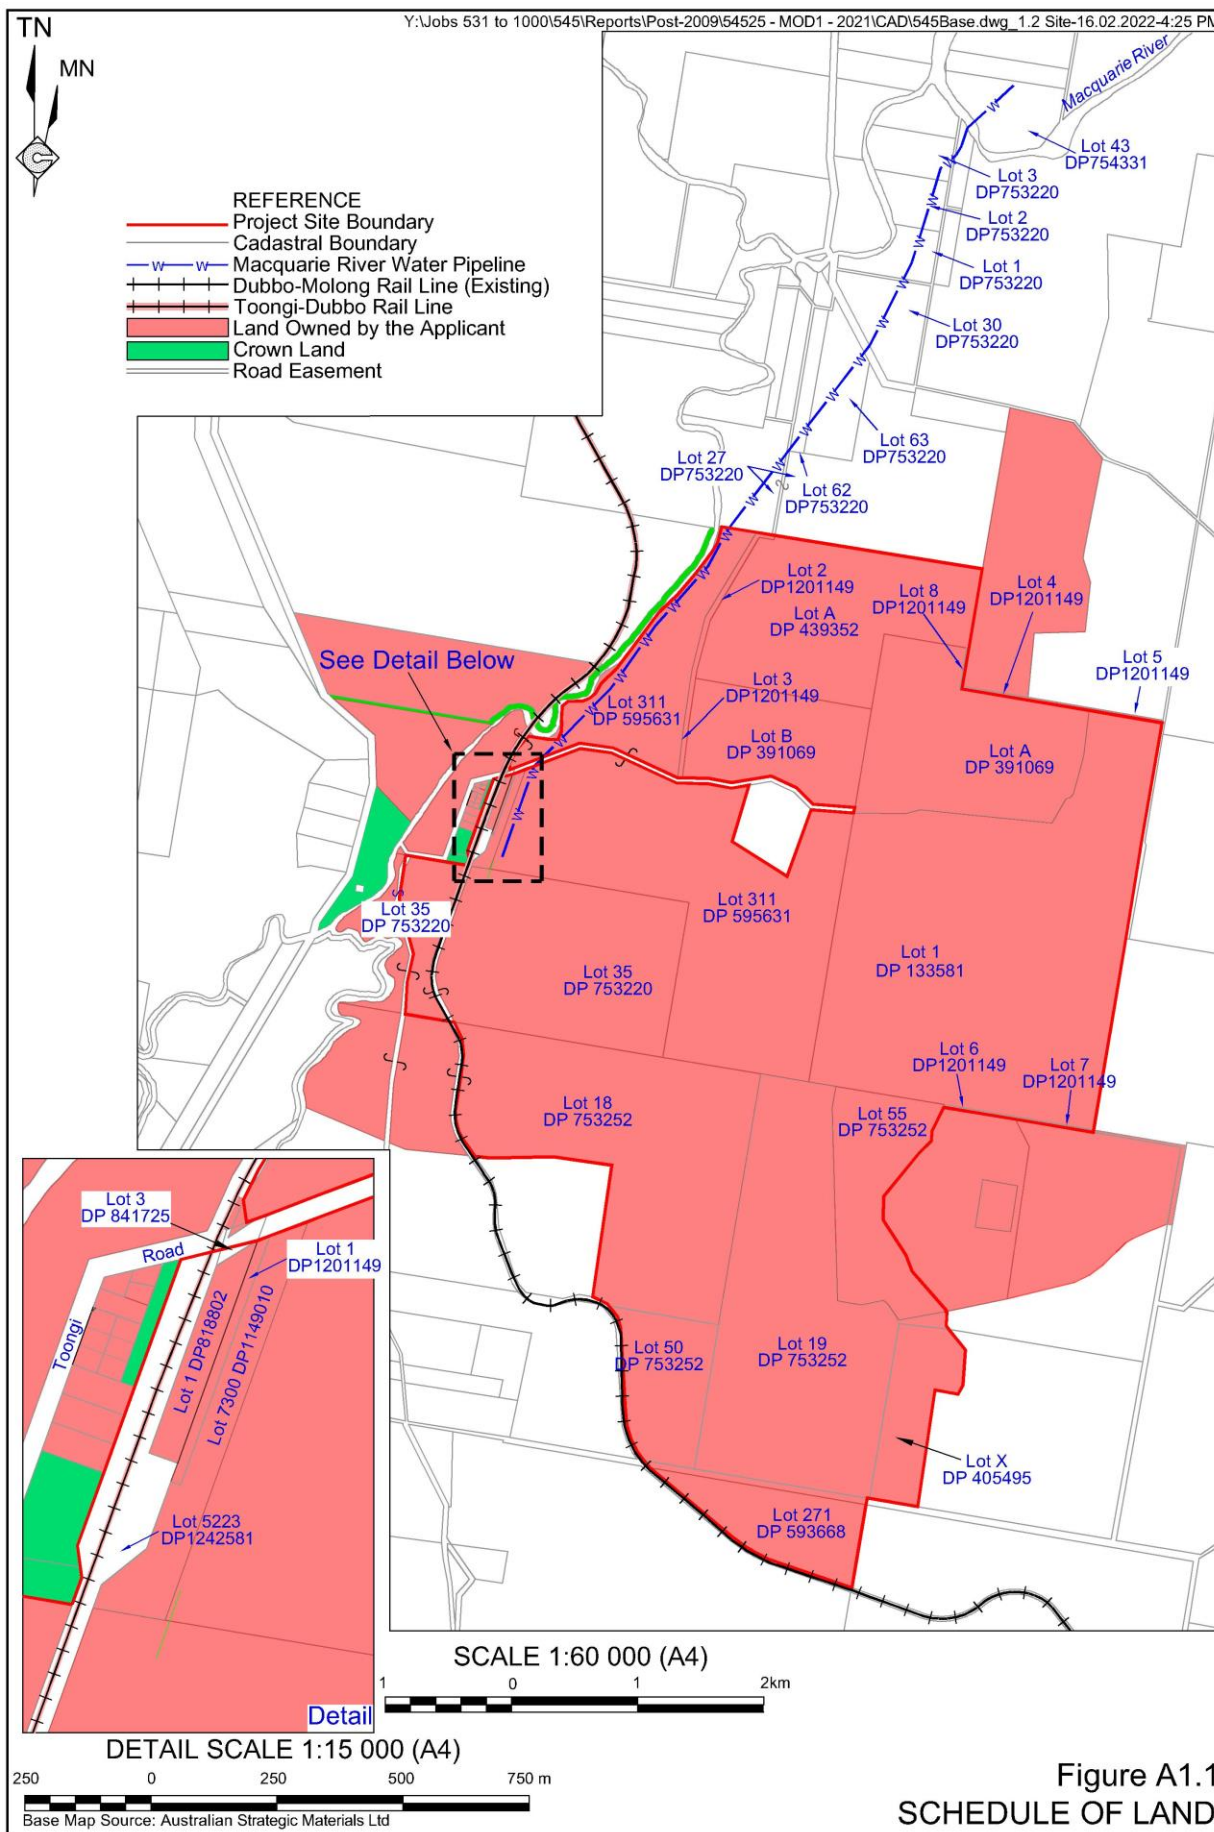 Y:\Jobs 531 to 1000\545\Reports\Post-2009\54525 - MOD1 - 2021\CAD\545Base.dwg_1.2 Site-16.02.2022-4:25 PM
TN
MN
REFERENCE
Project Site Boundary
Cadastral Boundary
w w Macquarie River Water Pipeline
Dubbo-Molong Rail Line (Existing)
Toongi-Dubbo Rail Line
Land Owned by the Applicant
Crown Land
Road Easement
Macquarie River
Lot 43
DP754331
Lot 3
DP753220
Lot 2
DP753220
Lot 1
DP753220
Lot 30
DP753220
Lot 63
DP753220
Lot 27
DP753220
Lot 62
DP753220
Lot 2
DP1201149
Lot A
DP 439352
Lot 8
DP1201149
Lot 4
DP1201149
Lot 5
DP1201149
See Detail Below
Lot 311
DP 595631
Lot 3
DP1201149
Lot B
DP 391069
Lot A
DP 391069
Lot 35
DP 753220
Lot 311
DP 595631
Lot 1
DP 133581
Lot 35
DP 753220
Lot 6
DP1201149
Lot 7
DP1201149
Lot 18
DP 753252
Lot 55
DP 753252
Lot 50
DP 753252
Lot 19
DP 753252
Lot X
DP 405495
Lot 271
DP 593668
Lot 3
DP 841725
Road
Lot 1
DP1201149
Toongi
Lot 1 DP818802
Lot 7300 DP1149010
Lot 5223
DP1242581
Detail
SCALE 1:60 000 (A4)
1 0 1 2km
DETAIL SCALE 1:15 000 (A4)
250 0 250 500 750 m
Base Map Source: Australian Strategic Materials Ltd
Figure A1.1
SCHEDULE OF LAND